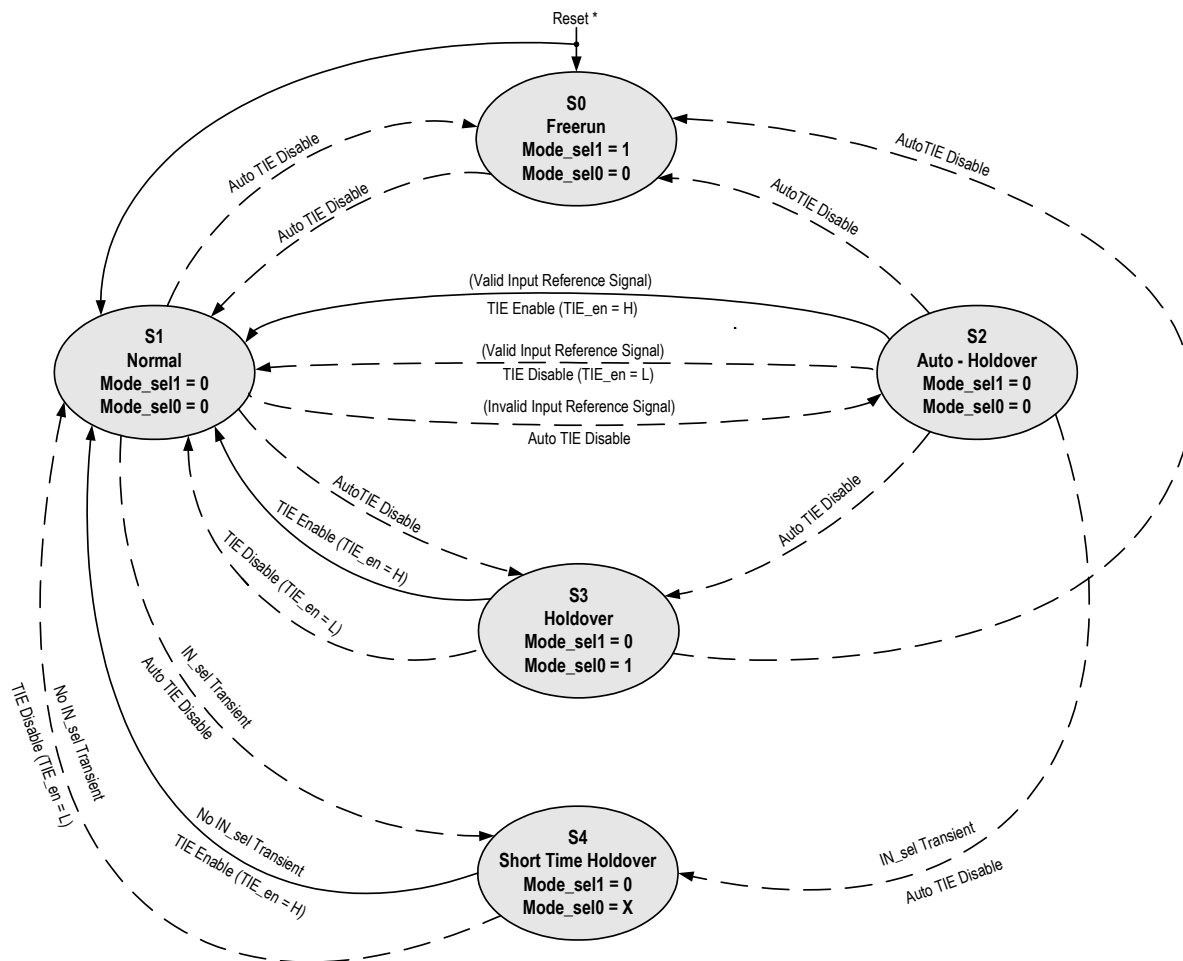 Reset *
S0
Freerun
Mode_sel1 = 1
Mode_sel0 = 0
Auto TIE Disable
Auto TIE Disable
AutoTIE Disable
AutoTIE Disable
(Valid Input Reference Signal)
TIE Enable (TIE_en = H)
S1
Normal
Mode_sel1 = 0
Mode_sel0 = 0
(Valid Input Reference Signal)
TIE Disable (TIE_en = L)
(Invalid Input Reference Signal)
Auto TIE Disable
S2
Auto - Holdover
Mode_sel1 = 0
Mode_sel0 = 0
AutoTIE Disable
TIE Enable (TIE_en = H)
TIE Disable (TIE_en = L)
Auto TIE Disable
S3
Holdover
Mode_sel1 = 0
Mode_sel0 = 1
IN_sel Transient
Auto TIE Disable
No IN_sel Transient
TIE Disable (TIE_en = L)
No IN_sel Transient
TIE Enable (TIE_en = H)
S4
Short Time Holdover
Mode_sel1 = 0
Mode_sel0 = X
IN_sel Transient
Auto TIE Disable